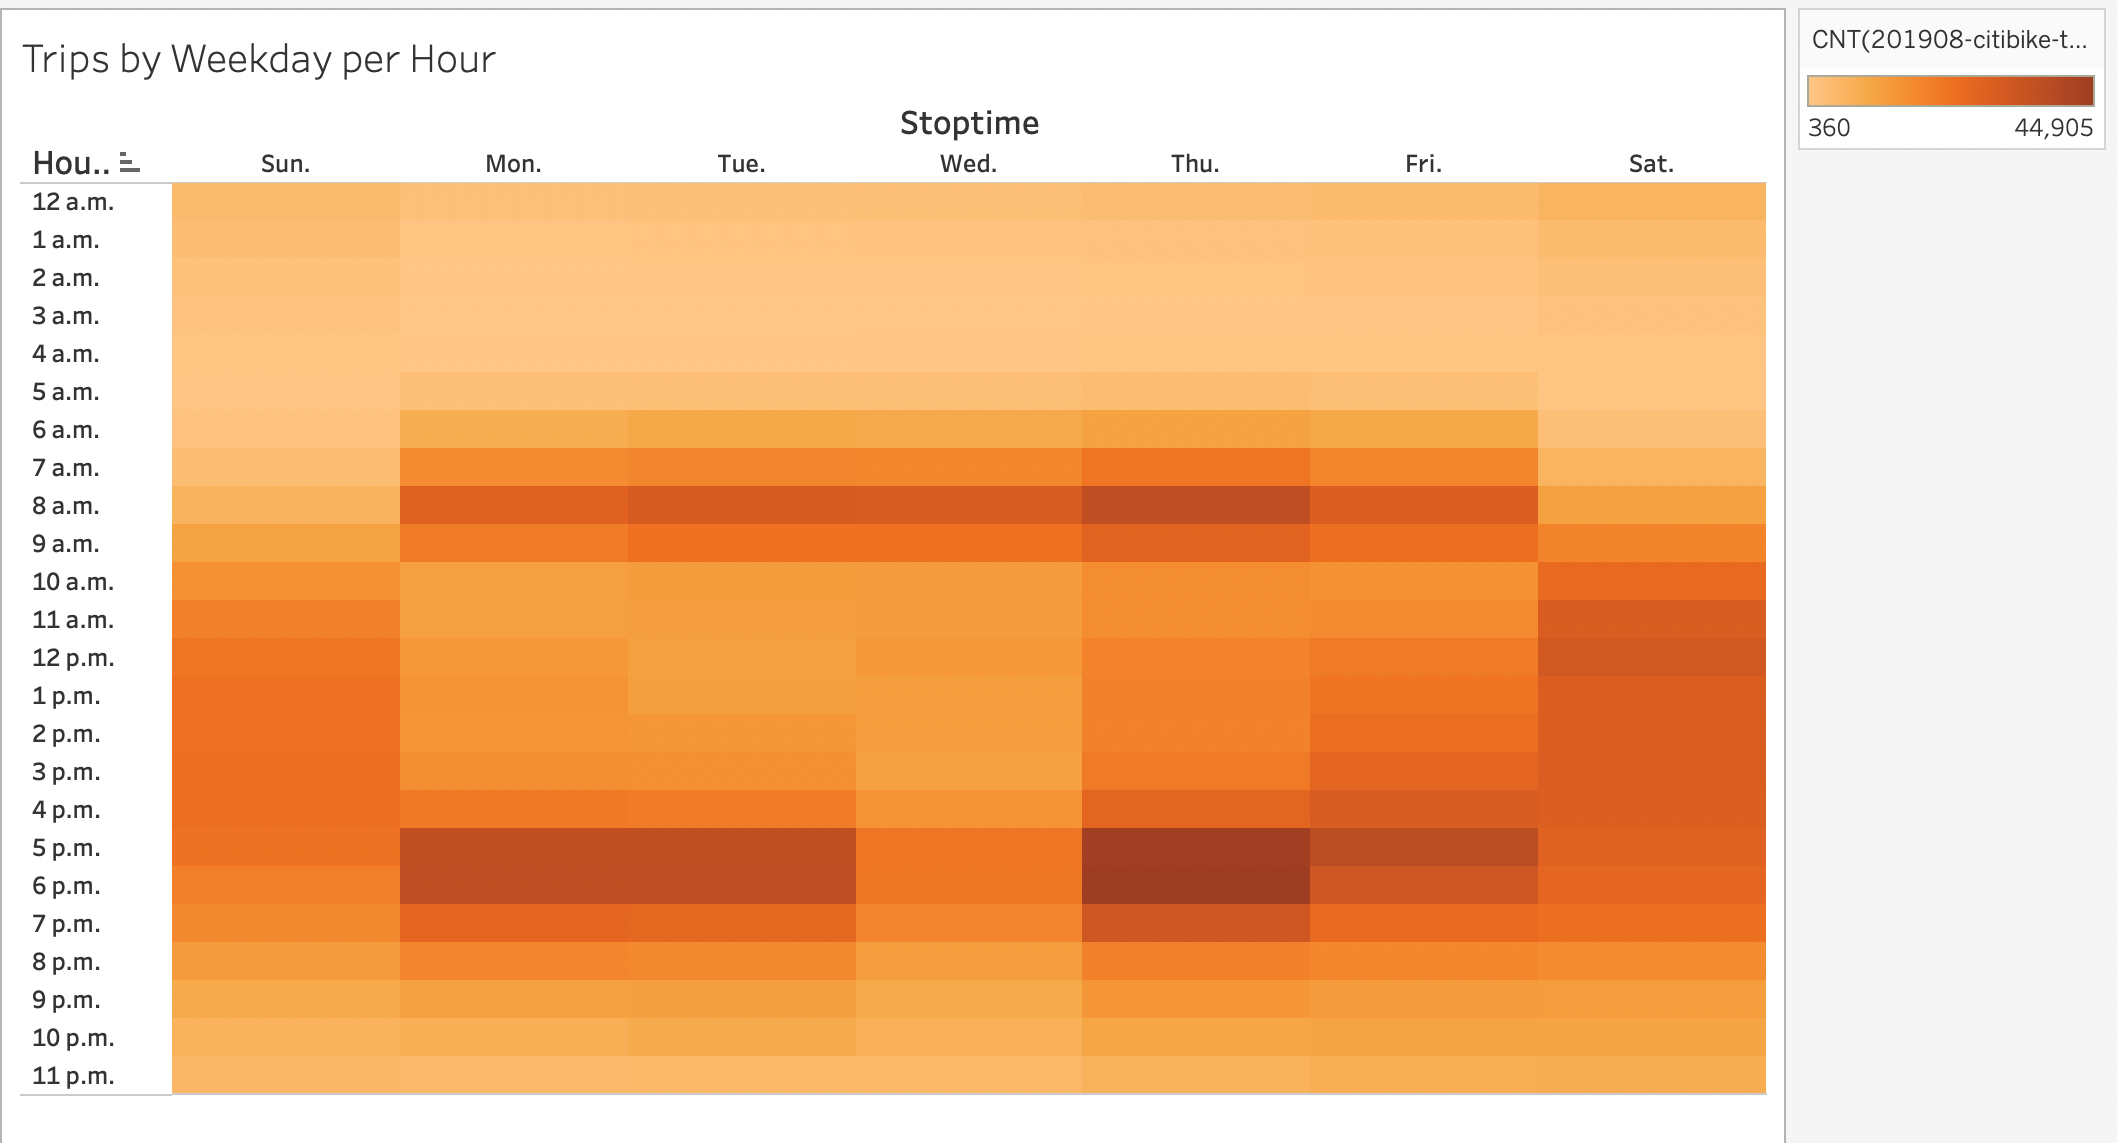 Trips by Weekday per Hour
Stoptime
Hou..
Sun. Mon. Tue. Wed. Thu. Fri. Sat.
12 a.m.
1 a.m.
2 a.m.
3 a.m.
4 a.m.
5 a.m.
6 a.m.
7 a.m.
8 a.m.
9 a.m.
10 a.m.
11 a.m.
12 p.m.
1 p.m.
2 p.m.
3 p.m.
4 p.m.
5 p.m.
6 p.m.
7 p.m.
8 p.m.
9 p.m.
10 p.m.
11 p.m.
CNT(201908-citibike-t...
360 44,905